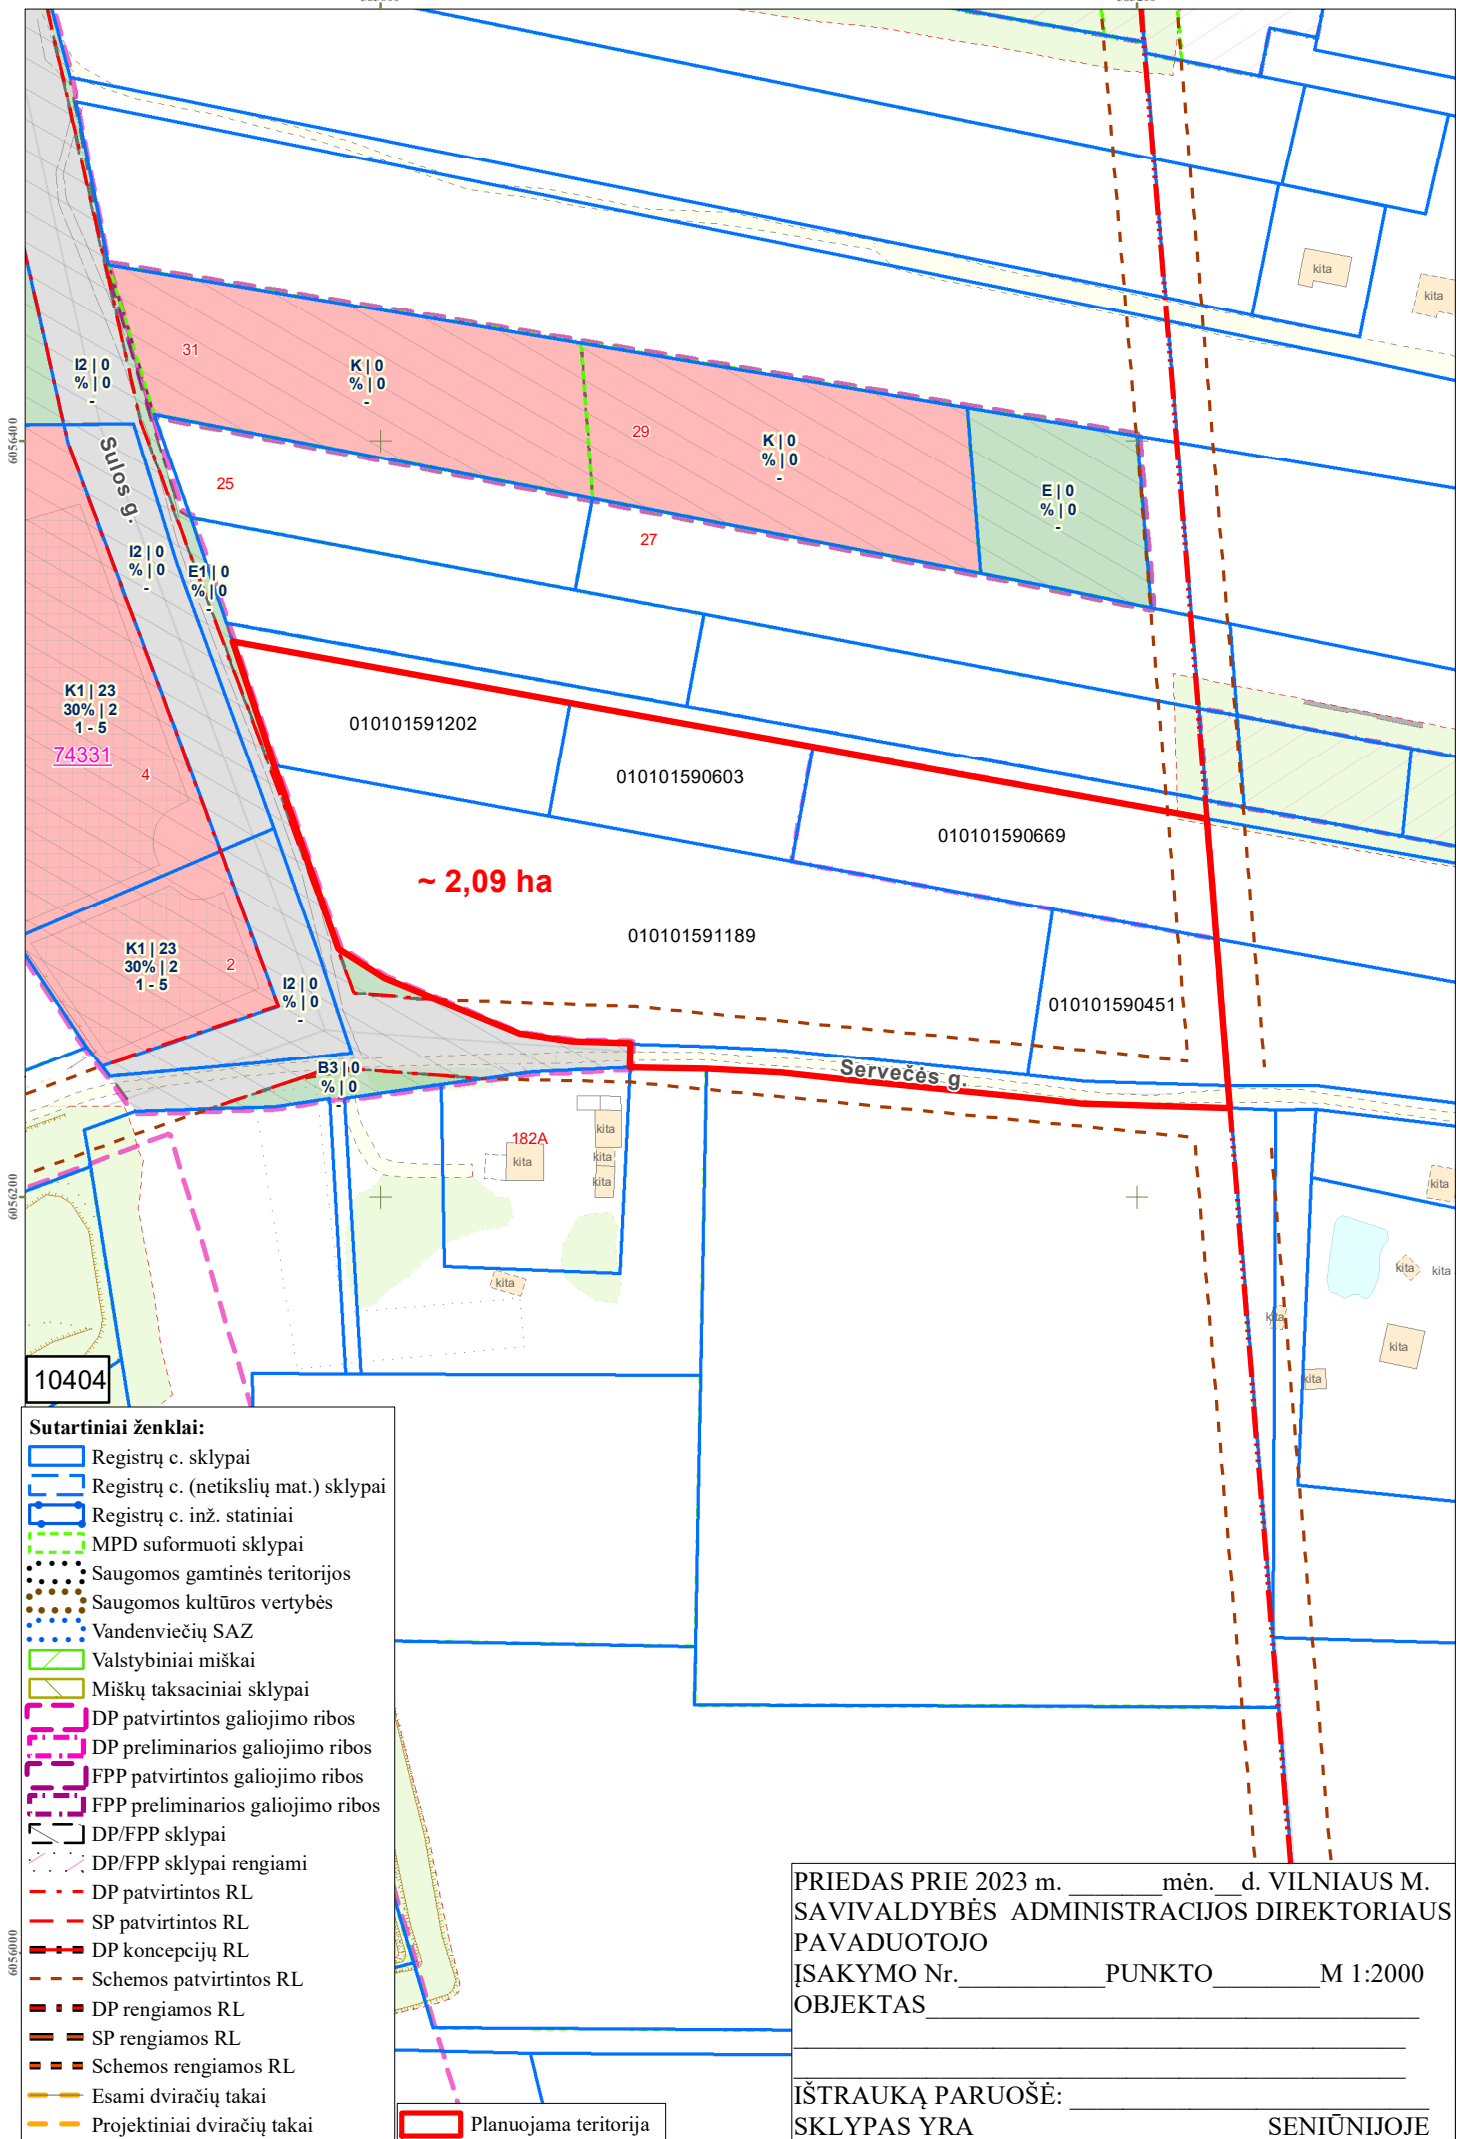 kita
kita
31
K | 0
% | 0
-
I2 | 0
% | 0
-
29
K | 0
% | 0
-
6056400
Sulos g.
25
E | 0
% | 0
-
27
I2 | 0
% | 0
-
E1 | 0
% | 0
-
K1 | 23
30% | 2
1 - 5
74331
4
010101591202
010101590603
010101590669
~ 2,09 ha
010101591189
K1 | 23
30% | 2
1 - 5
2
I2 | 0
% | 0
-
010101590451
B3 | 0
% | 0
-
Servečės g.
182A
kita
kita
kita
kita
kita
6056200
kita
kita
kita
kita
kita
kita
kita
10404
Sutartiniai ženklai:
Registrų c. sklypai
Registrų c. (netikslių mat.) sklypai
Registrų c. inž. statiniai
MPD suformuoti sklypai
Saugomos gamtinės teritorijos
Saugomos kultūros vertybės
Vandenviečių SAZ
Valstybiniai miškai
Miškų taksaciniai sklypai
DP patvirtintos galiojimo ribos
DP preliminarios galiojimo ribos
FPP patvirtintos galiojimo ribos
FPP preliminarios galiojimo ribos
DP/FPP sklypai
DP/FPP sklypai rengiami
DP patvirtintos RL
SP patvirtintos RL
DP koncepcijų RL
Schemos patvirtintos RL
DP rengiamos RL
SP rengiamos RL
Schemos rengiamos RL
Esami dviračių takai
Projektiniai dviračių takai
6056000
Planuojama teritorija
PRIEDAS PRIE 2023 m. _______mėn.__d. VILNIAUS M.
SAVIVALDYBĖS ADMINISTRACIJOS DIREKTORIAUS
PAVADUOTOJO
ĮSAKYMO Nr.___________PUNKTO________M 1:2000
OBJEKTAS_____________________________________
IŠTRAUKĄ PARUOŠĖ: ___________________________
SKLYPAS YRA SENIŪNIJOJE